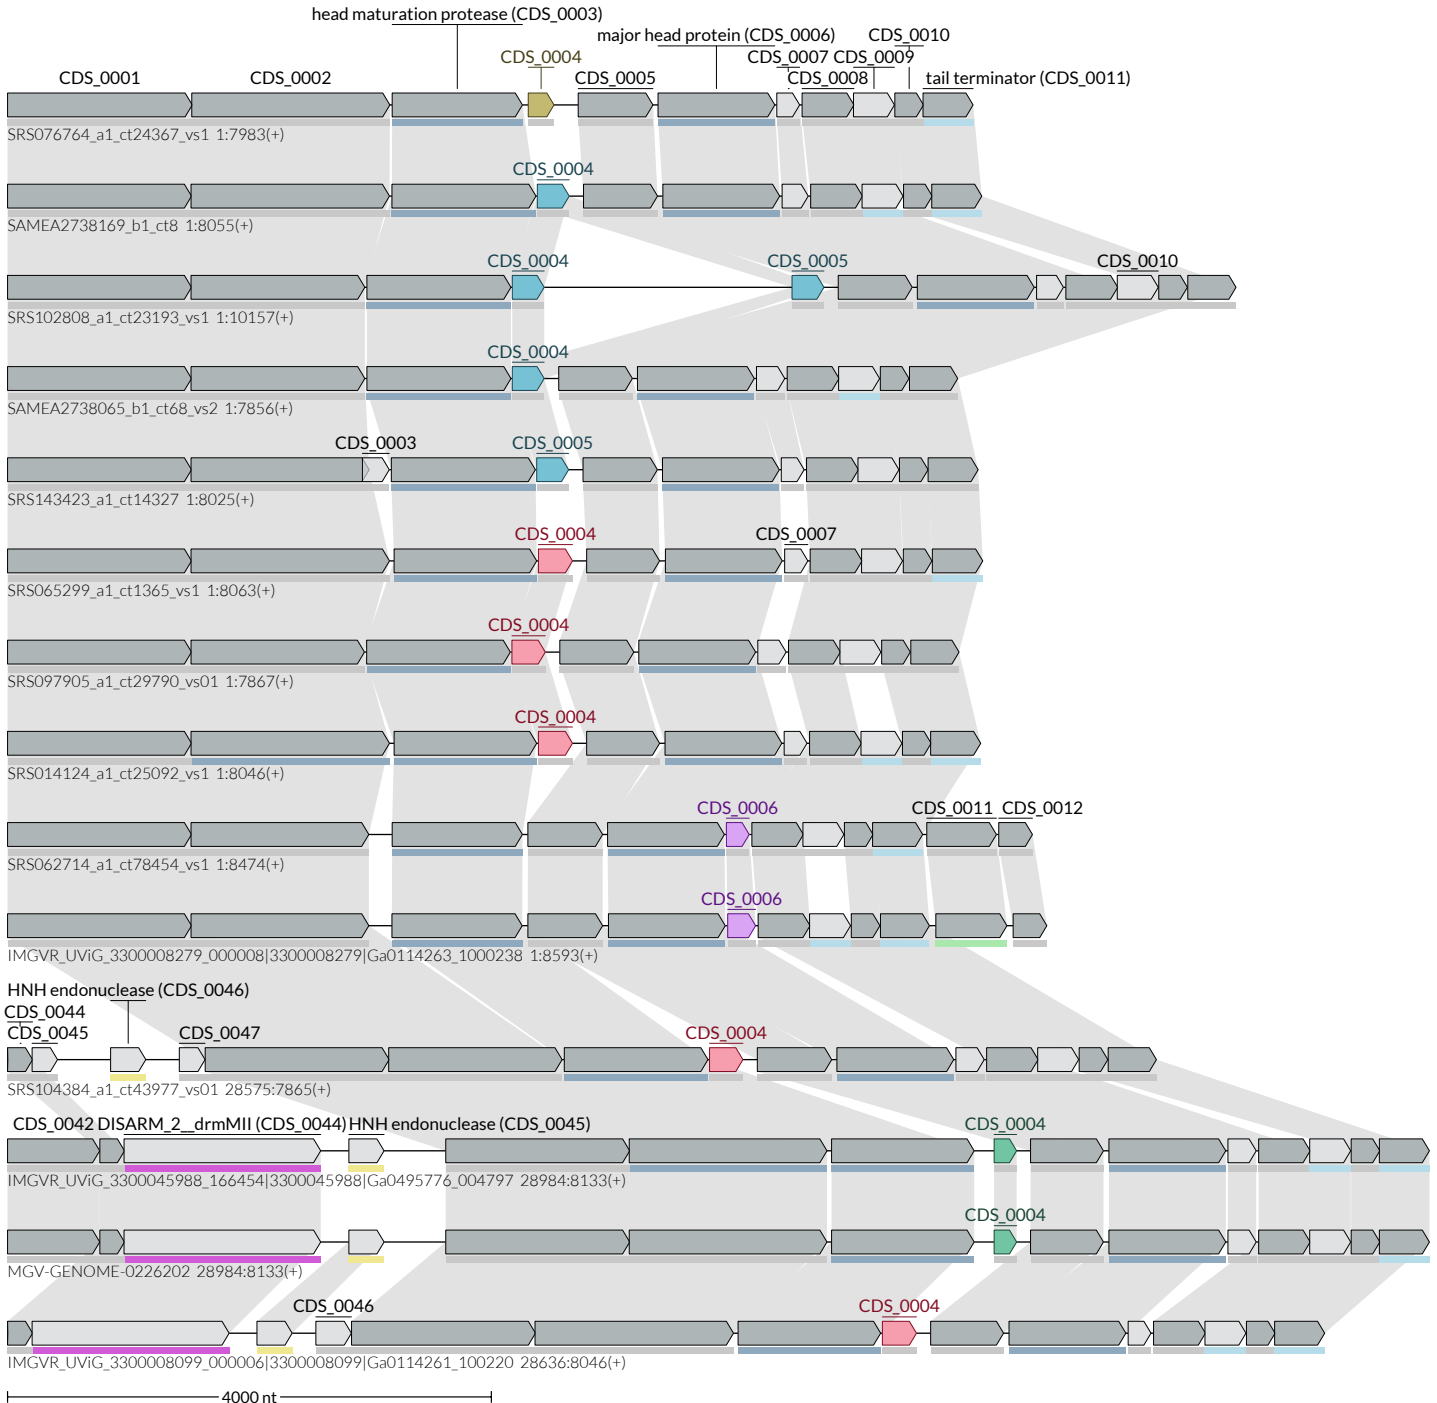 head maturation protease (CDS_0003)
major head protein (CDS_0006)
CDS_0010
CDS_0004
CDS_0007
CDS_0009
CDS_0001
CDS_0002
CDS_0005
CDS_0008
tail terminator (CDS_0011)
SRS076764_a1_ct24367_vs1 1:7983(+)
CDS_0004
SAMEA2738169_b1_ct8 1:8055(+)
CDS_0004
CDS_0005
CDS_0010
SRS102808_a1_ct23193_vs1 1:10157(+)
CDS_0004
SAMEA2738065_b1_ct68_vs2 1:7856(+)
CDS_0003
CDS_0005
SRS143423_a1_ct14327 1:8025(+)
CDS_0004
CDS_0007
SRS065299_a1_ct1365_vs1 1:8063(+)
CDS_0004
SRS097905_a1_ct29790_vs01 1:7867(+)
CDS_0004
SRS014124_a1_ct25092_vs1 1:8046(+)
CDS_0006
CDS_0011
CDS_0012
SRS062714_a1_ct78454_vs1 1:8474(+)
CDS_0006
IMGVR_UViG_3300008279_000008|3300008279|Ga0114263_1000238 1:8593(+)
HNH endonuclease (CDS_0046)
CDS_0044
CDS_0045
CDS_0047
CDS_0004
SRS104384_a1_ct43977_vs01 28575:7865(+)
CDS_0042
DISARM_2__drmMII (CDS_0044)
HNH endonuclease (CDS_0045)
CDS_0004
IMGVR_UViG_3300045988_166454|3300045988|Ga0495776_004797 28984:8133(+)
CDS_0004
MGV-GENOME-0226202 28984:8133(+)
CDS_0046
CDS_0004
IMGVR_UViG_3300008099_000006|3300008099|Ga0114261_100220 28636:8046(+)
4000 nt